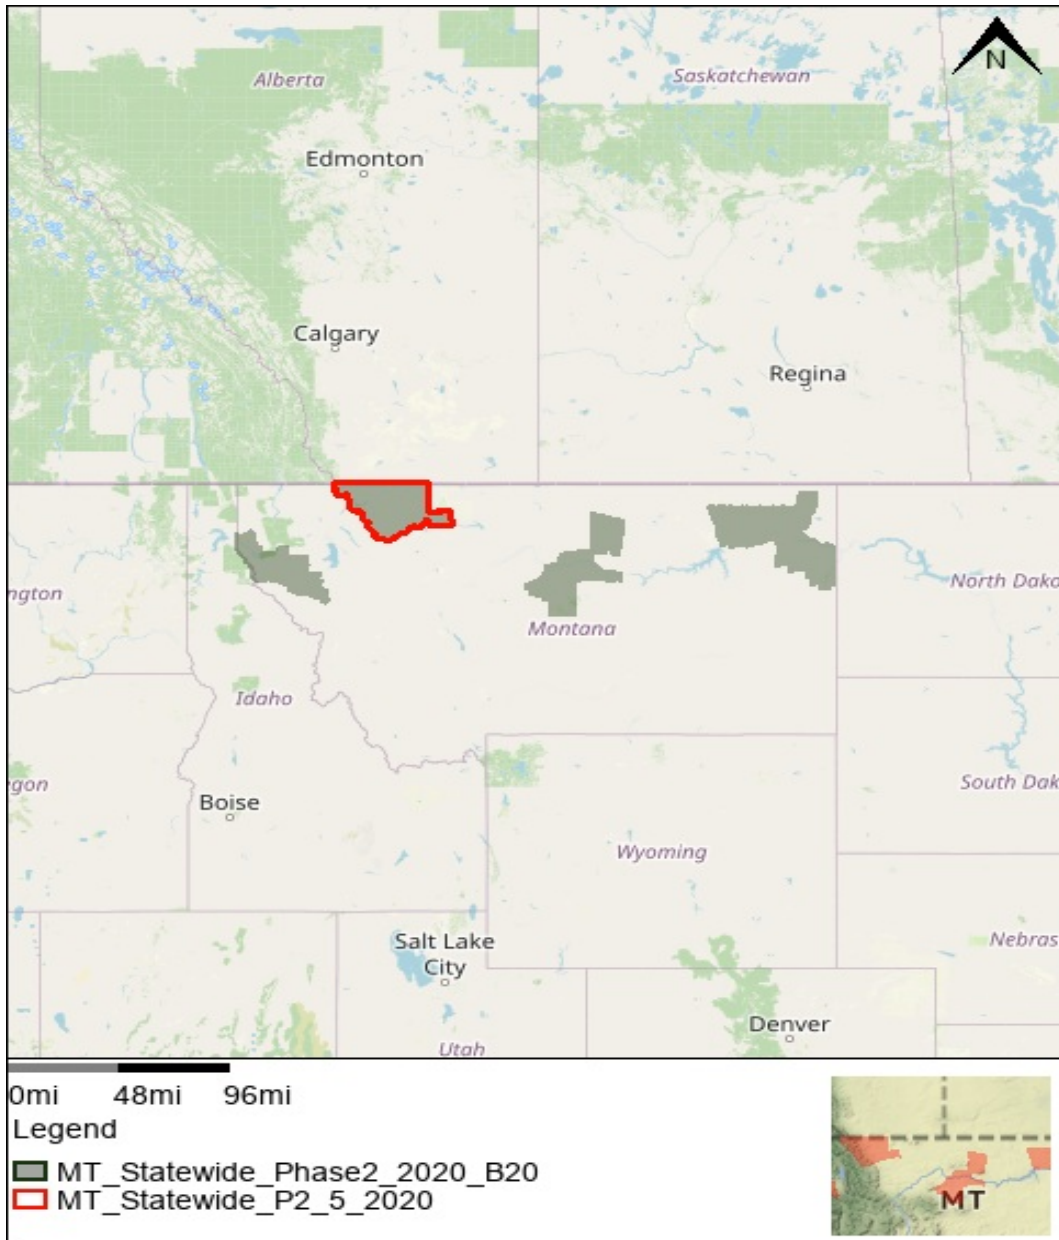 N
Alberta
Saskatchewan
Edmonton
Calgary
Regina
ngton
North Dako
Montana
Idaho
egon
South Dak
Boise
Wyoming
Salt Lake
City
Nebras
Denver
Utah
0mi 48mi 96mi
Legend
MT_Statewide_Phase2_2020_B20
MT_Statewide_P2_5_2020
MT